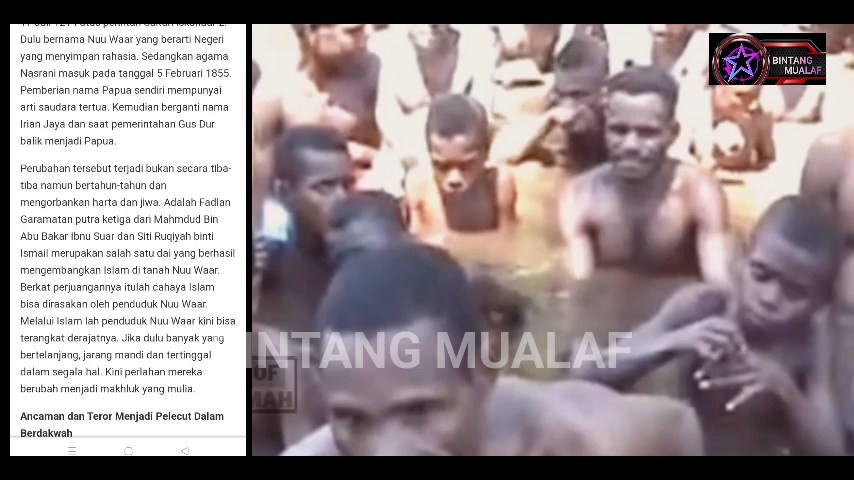 Dulu bernama Nuu Waar yang berarti Negeri
yang menyimpan rahasia. Sedangkan agama
Nasrani masuk pada tanggal 5 Februari 1855.
Pemberian nama Papua sendiri mempunyai
arti saudara tertua. Kemudian berganti nama
Irian Jaya dan saat pemerintahan Gus Dur
balik menjadi Papua.
Perubahan tersebut terjadi bukan secara tiba-
tiba namun bertahun-tahun dan
mengorbankan harta dan jiwa. Adalah Fadlan
Garamatan putra ketiga dari Mahmdud Bin
Abu Bakar Ibnu Suar dan Siti Ruqiyah binti
Ismail merupakan salah satu dai yang berhasil
mengembangkan Islam di tanah Nuu Waar.
Berkat perjuangannya itulah cahaya Islam
bisa dirasakan oleh penduduk Nuu Waar.
Melalui Islam lah penduduk Nuu Waar kini bisa
terangkat derajatnya. Jika dulu banyak yang
bertelanjang, jarang mandi dan tertinggal
dalam segala hal. Kini perlahan mereka
berubah menjadi makhluk yang mulia.
Ancaman dan Teror Menjadi Pelecut Dalam
Berdakwah
BINTANG
MUALAF
INTANG MUALAF
OF
MAH